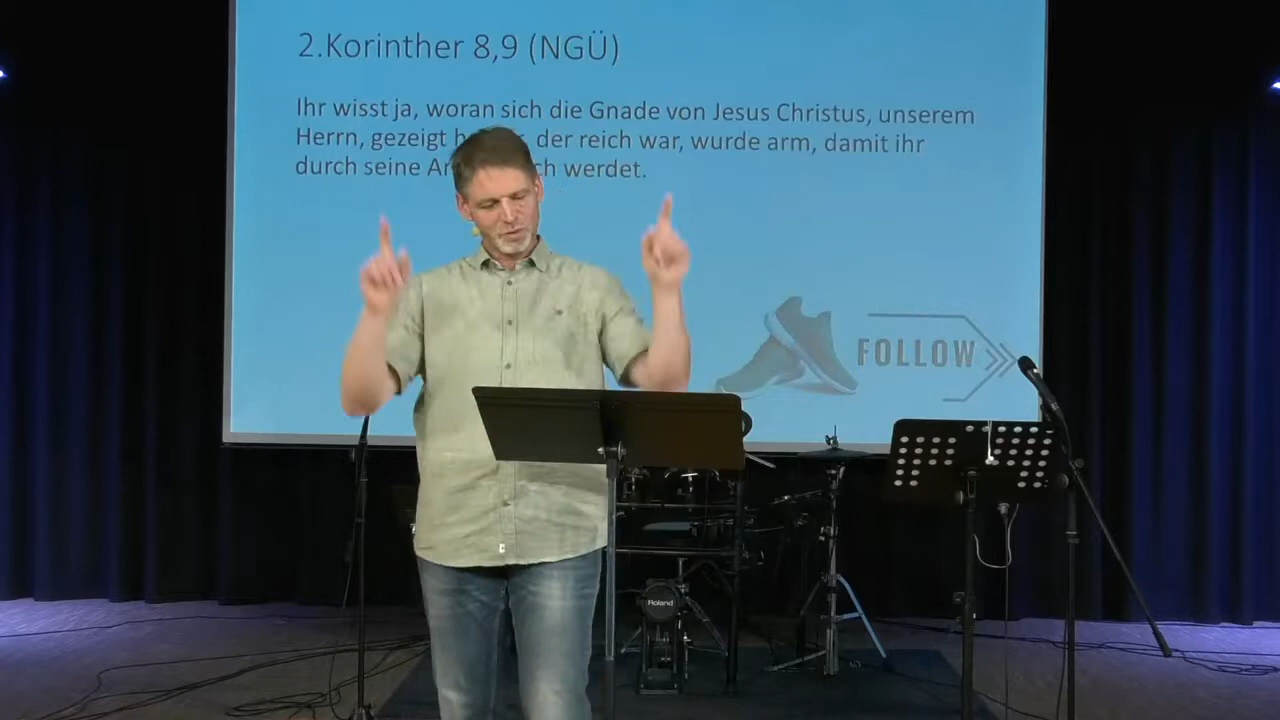 2.Korinther 8,9 (NGÜ)
Ihr wisst ja, woran sich die Gnade von Jesus Christus, unserem
Herrn, gezeigt der reich war, wurde arm, damit ihr
durch seine werdet.
FOLLOW
Roland